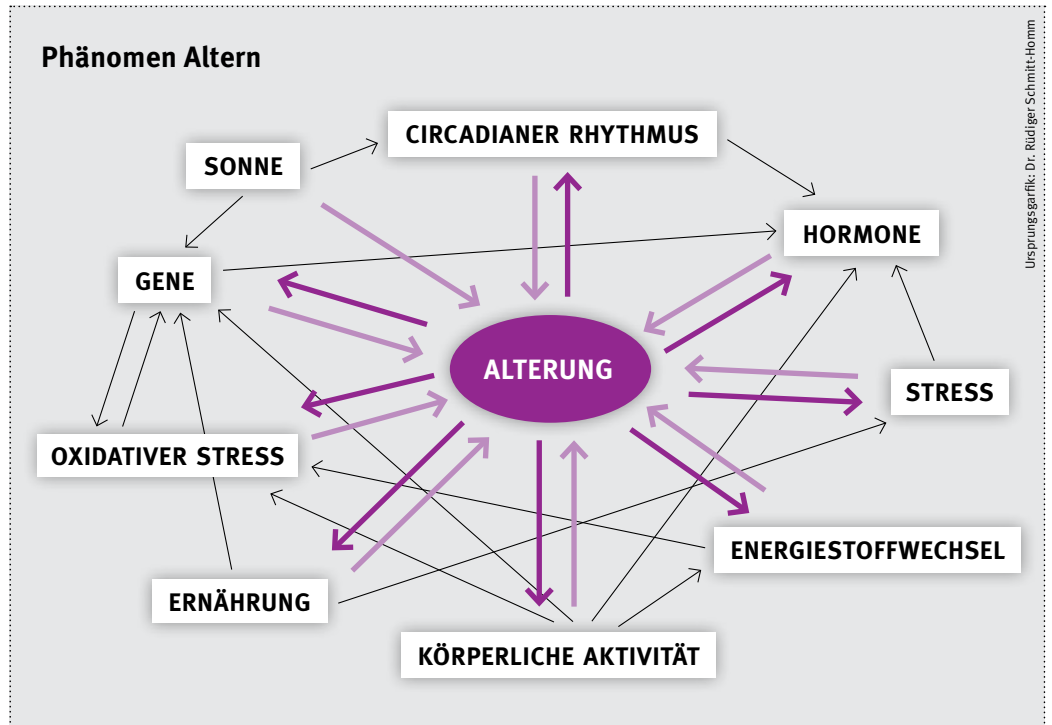 Phänomen Altern
CIRCADIANER RHYTHMUS
SONNE
HORMONE
GENE
ALTERUNG
STRESS
OXIDATIVER STRESS
ENERGIESTOFFWECHSEL
ERNÄHRUNG
KÖRPERLICHE AKTIVITÄT
Ursprungsgarfik: Dr. Rüdiger Schmitt-Homm